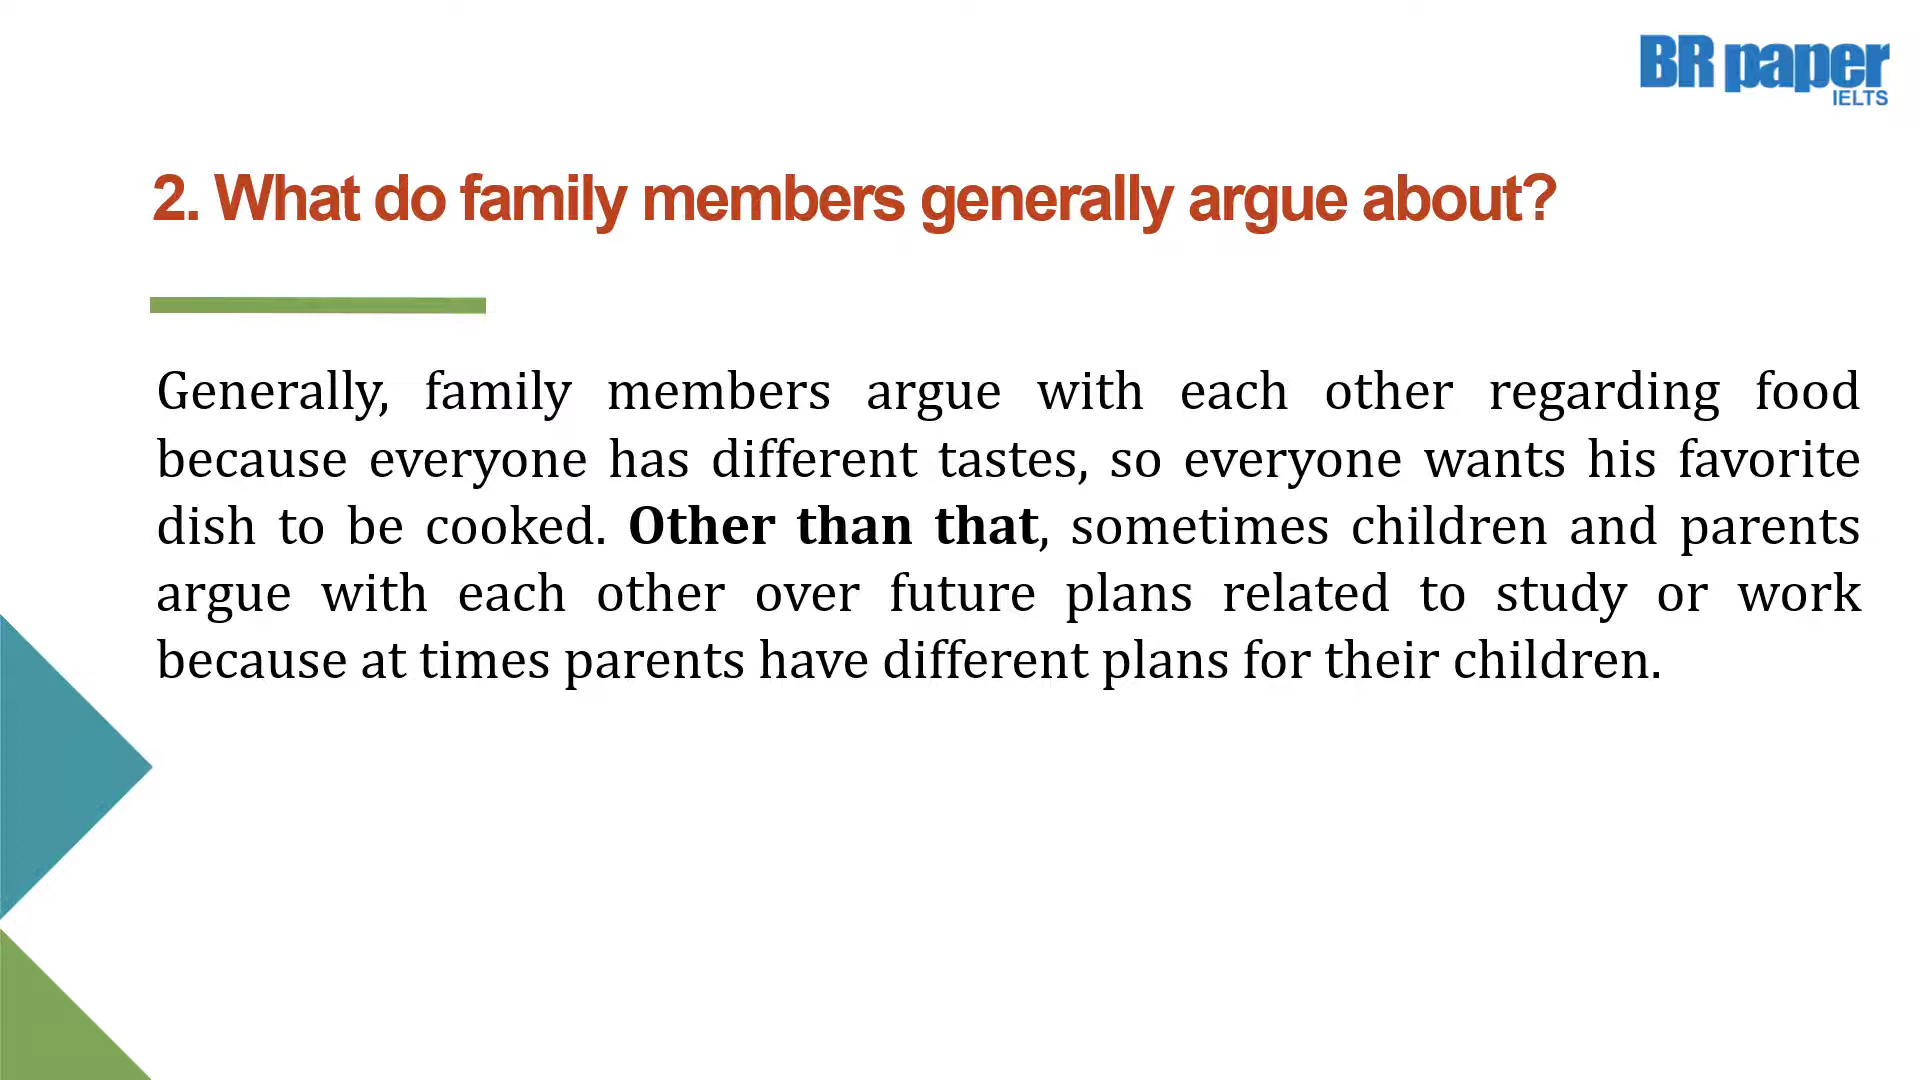 BR paper
IELTS
2. What do family members generally argue about?
Generally, family members argue with each other regarding food
because everyone has different tastes, so everyone wants his favorite
dish to be cooked. Other than that, sometimes children and parents
argue with each other over future plans related to study or work
because at times parents have different plans for their children.